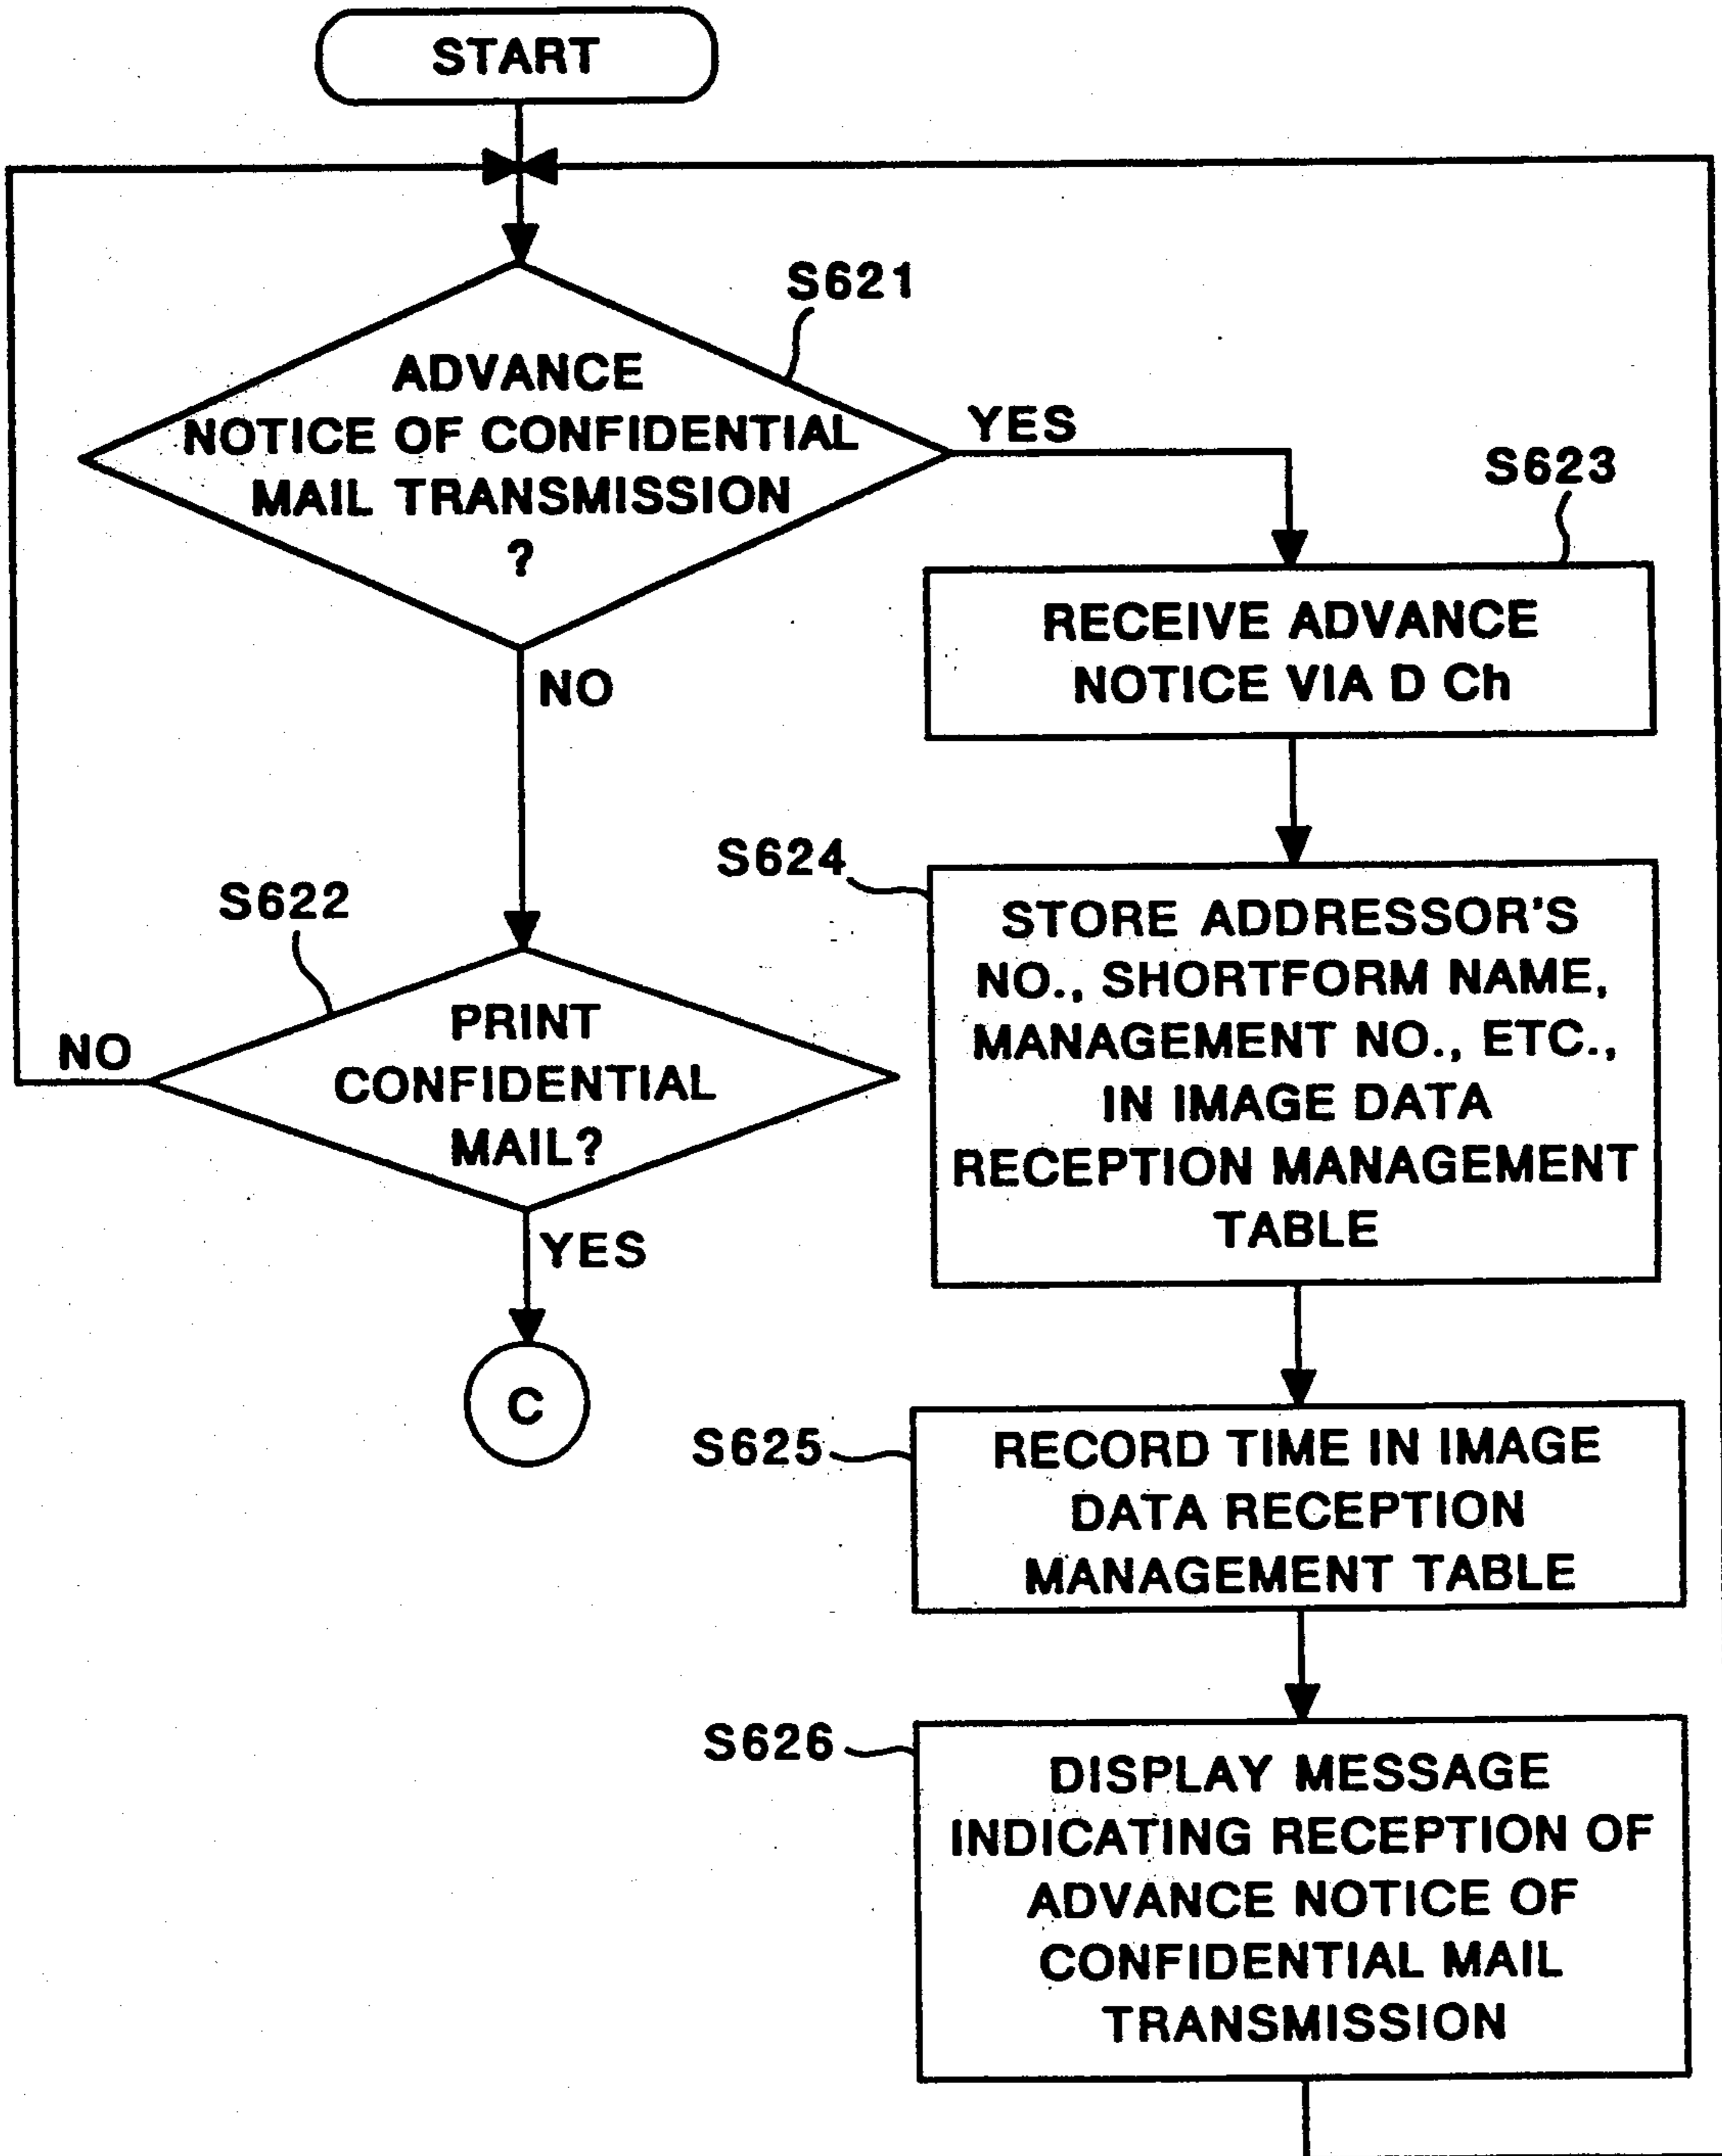 START
S621
ADVANCE
NOTICE OF CONFIDENTIAL
MAIL TRANSMISSION
?
YES
NO
S623
RECEIVE ADVANCE
NOTICE VIA D Ch
S622
PRINT
CONFIDENTIAL
MAIL?
NO
YES
C
S624
STORE ADDRESSOR'S
NO., SHORTFORM NAME,
MANAGEMENT NO., ETC.,
IN IMAGE DATA
RECEPTION MANAGEMENT
TABLE
S625
RECORD TIME IN IMAGE
DATA RECEPTION
MANAGEMENT TABLE
S626
DISPLAY MESSAGE
INDICATING RECEPTION OF
ADVANCE NOTICE OF
CONFIDENTIAL MAIL
TRANSMISSION